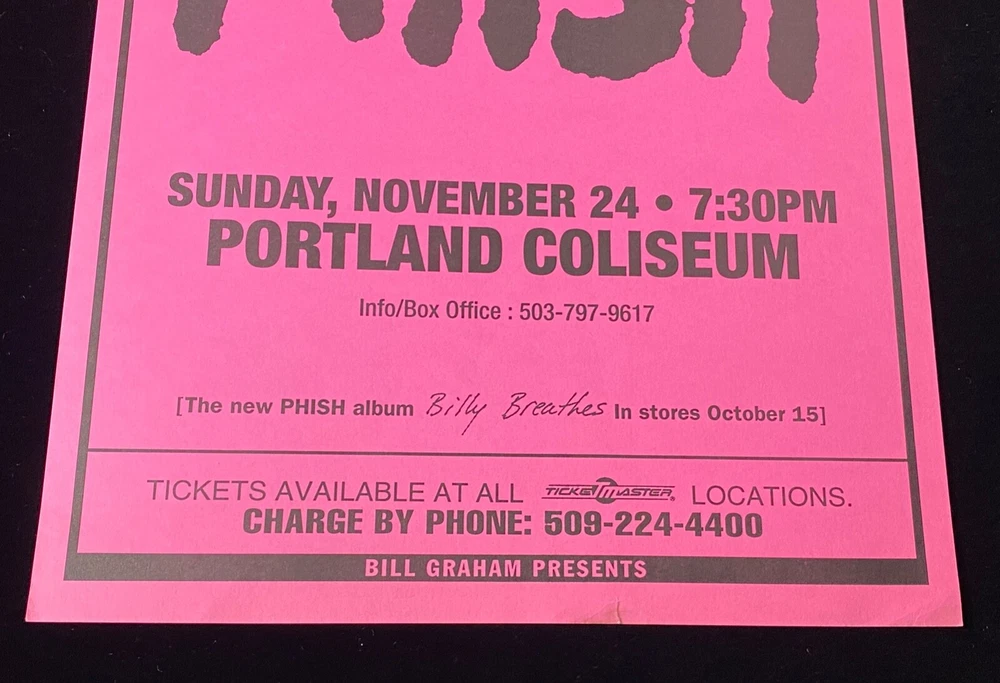 PHISH
SUNDAY, NOVEMBER 24 • 7:30PM
PORTLAND COLISEUM
Info/Box Office : 503-797-9617
[The new PHISH album Billy Breathes In stores October 15]
TICKETS AVAILABLE AT ALL TICKETMASTER® LOCATIONS.
CHARGE BY PHONE: 509-224-4400
BILL GRAHAM PRESENTS